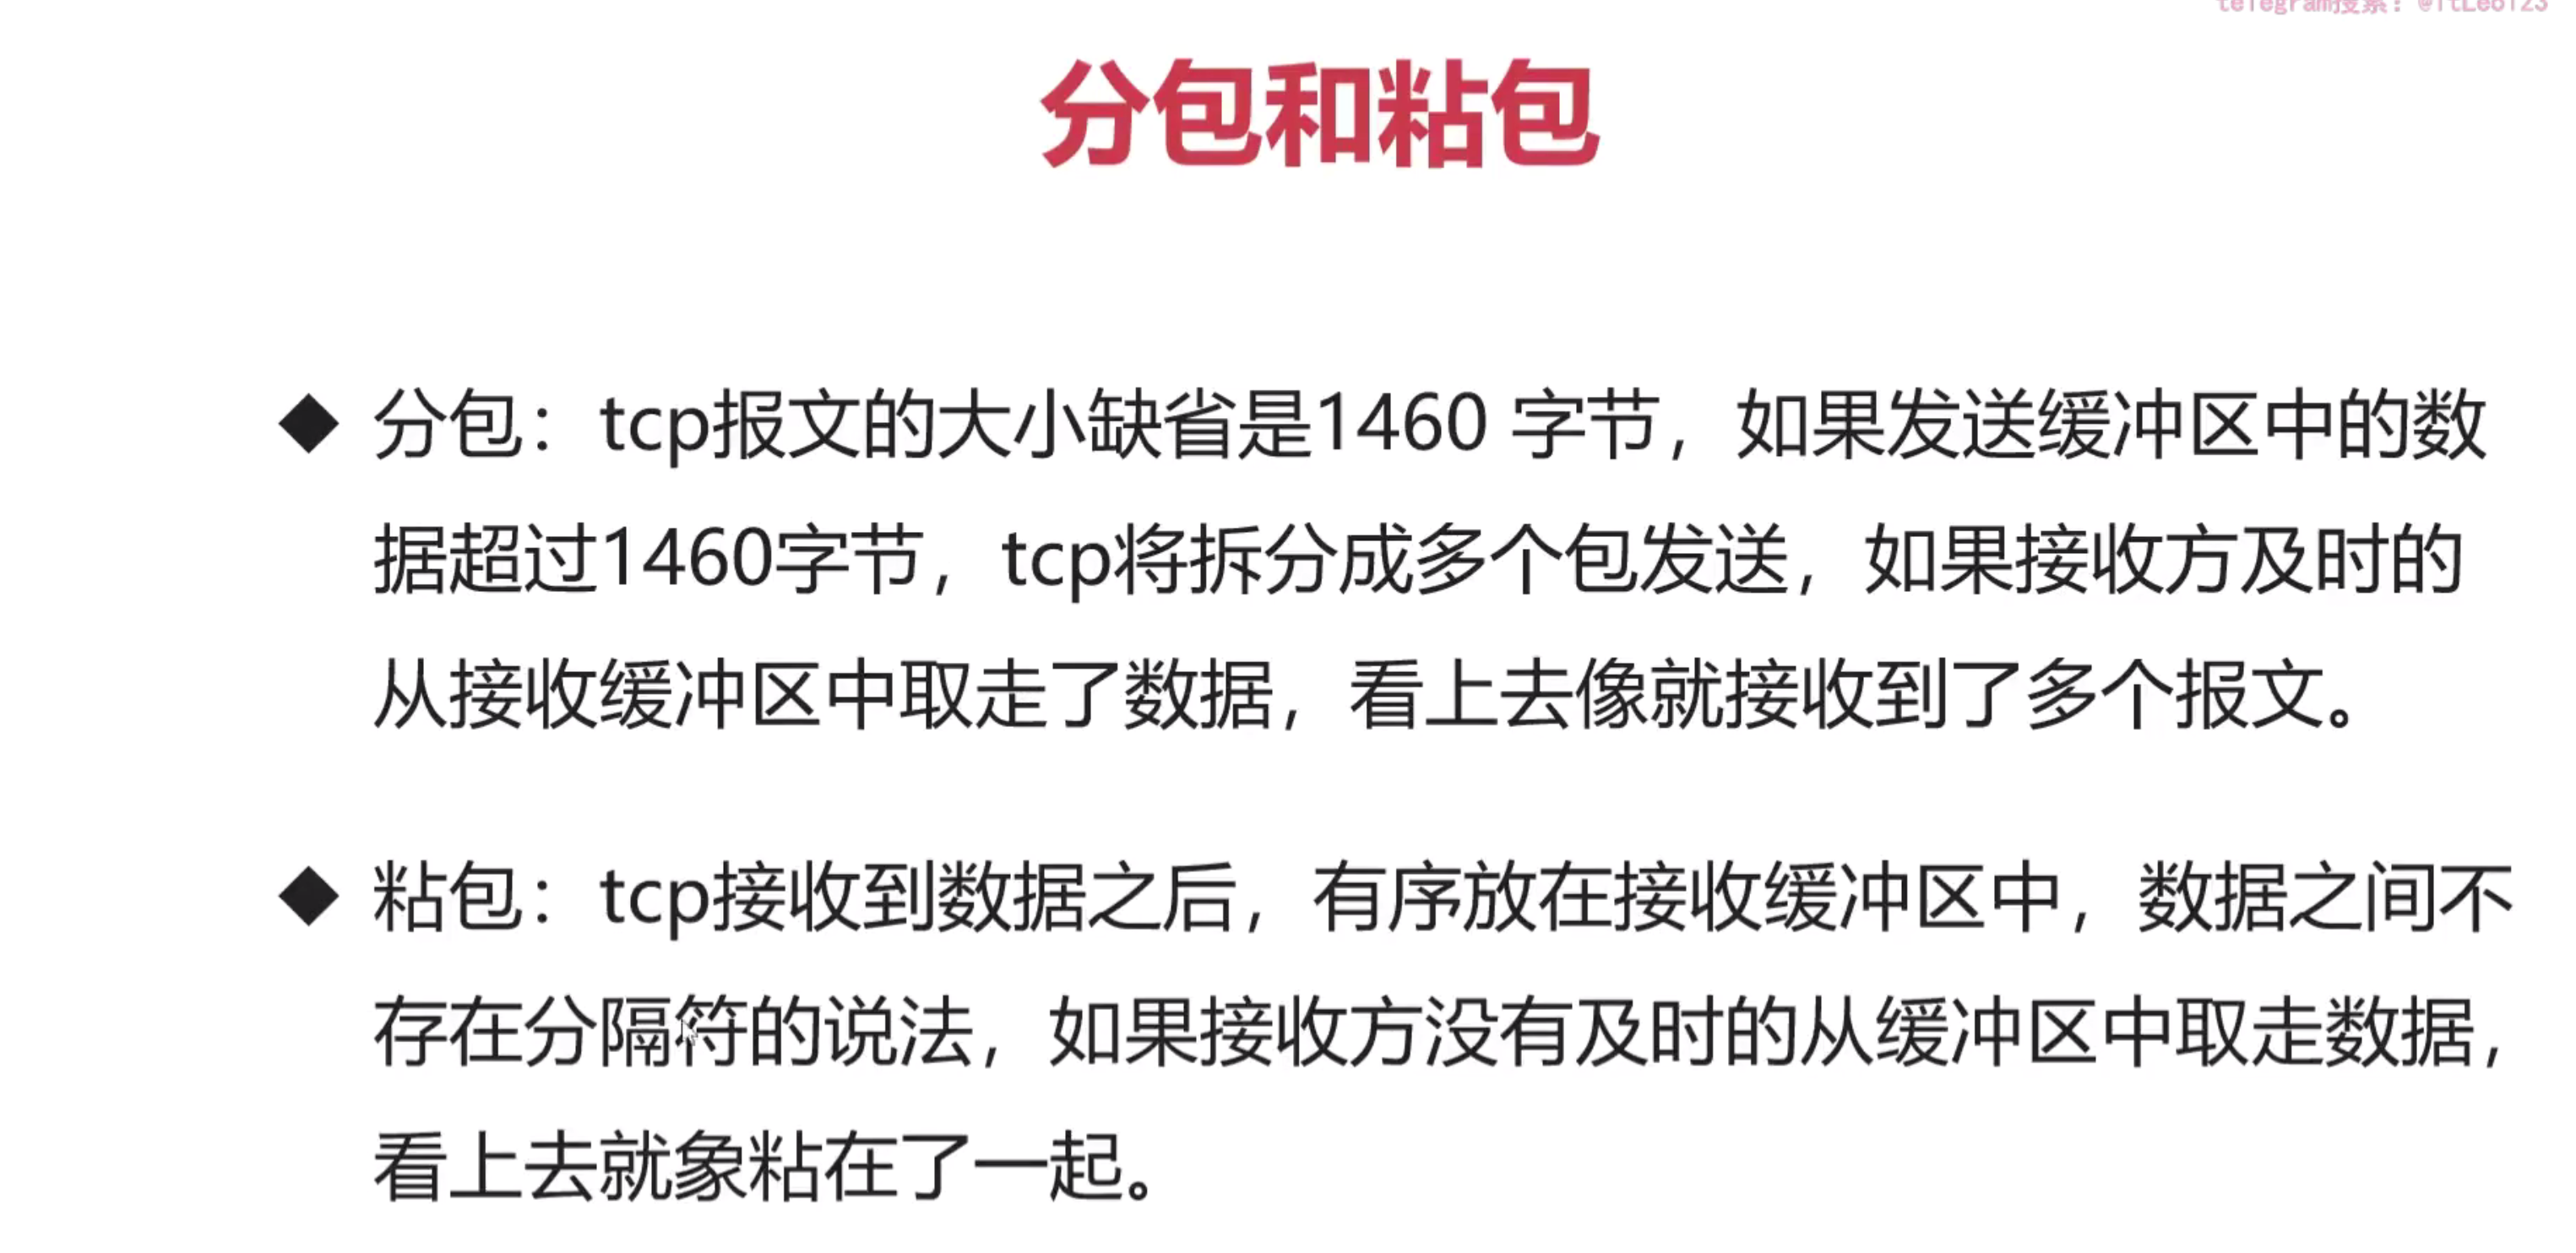 telegram搜索：@itLeo123
分包和粘包
◆ 分包：tcp报文的大小缺省是1460 字节，如果发送缓冲区中的数
据超过1460字节，tcp将拆分成多个包发送，如果接收方及时的
从接收缓冲区中取走了数据，看上去像就接收到了多个报文。
◆ 粘包：tcp接收到数据之后，有序放在接收缓冲区中，数据之间不
存在分隔符的说法，如果接收方没有及时的从缓冲区中取走数据，
看上去就象粘在了一起。